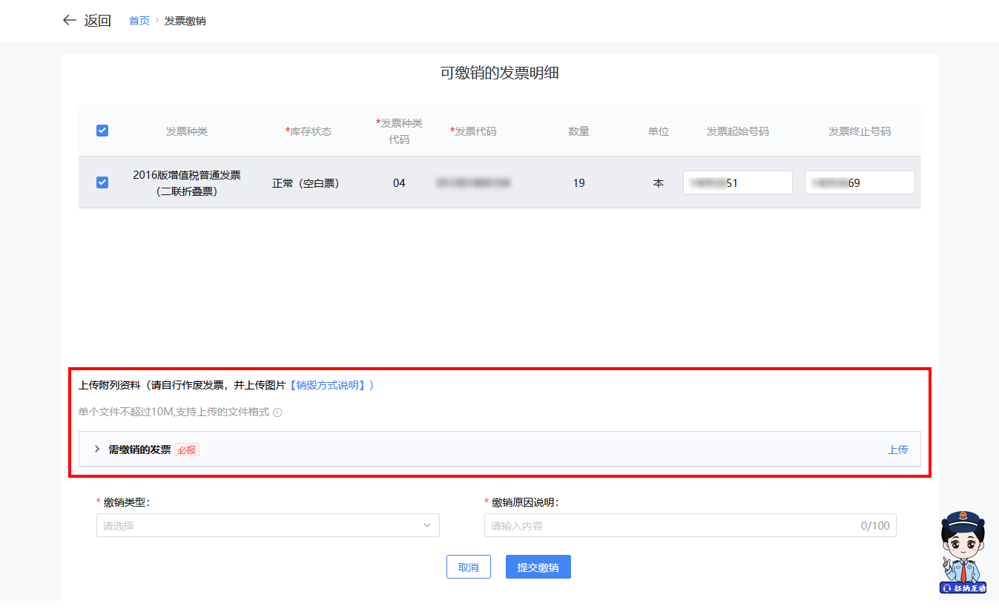 返回 首页 > 发票缴销
可缴销的发票明细
发票种类 *库存状态 *发票种类代码 *发票代码 数量 单位 发票起始号码 发票终止号码
2016版增值税普通发票
（二联折叠票） 正常（空白票） 04 19 本 51 69
上传附列资料（请自行作废发票，并上传图片【销毁方式说明】）
单个文件不超过10M,支持上传的文件格式
需缴销的发票 必报 上传
* 缴销类型： * 缴销原因说明：
请选择 请输入内容 0/100
取消 提交缴销
征纳互动